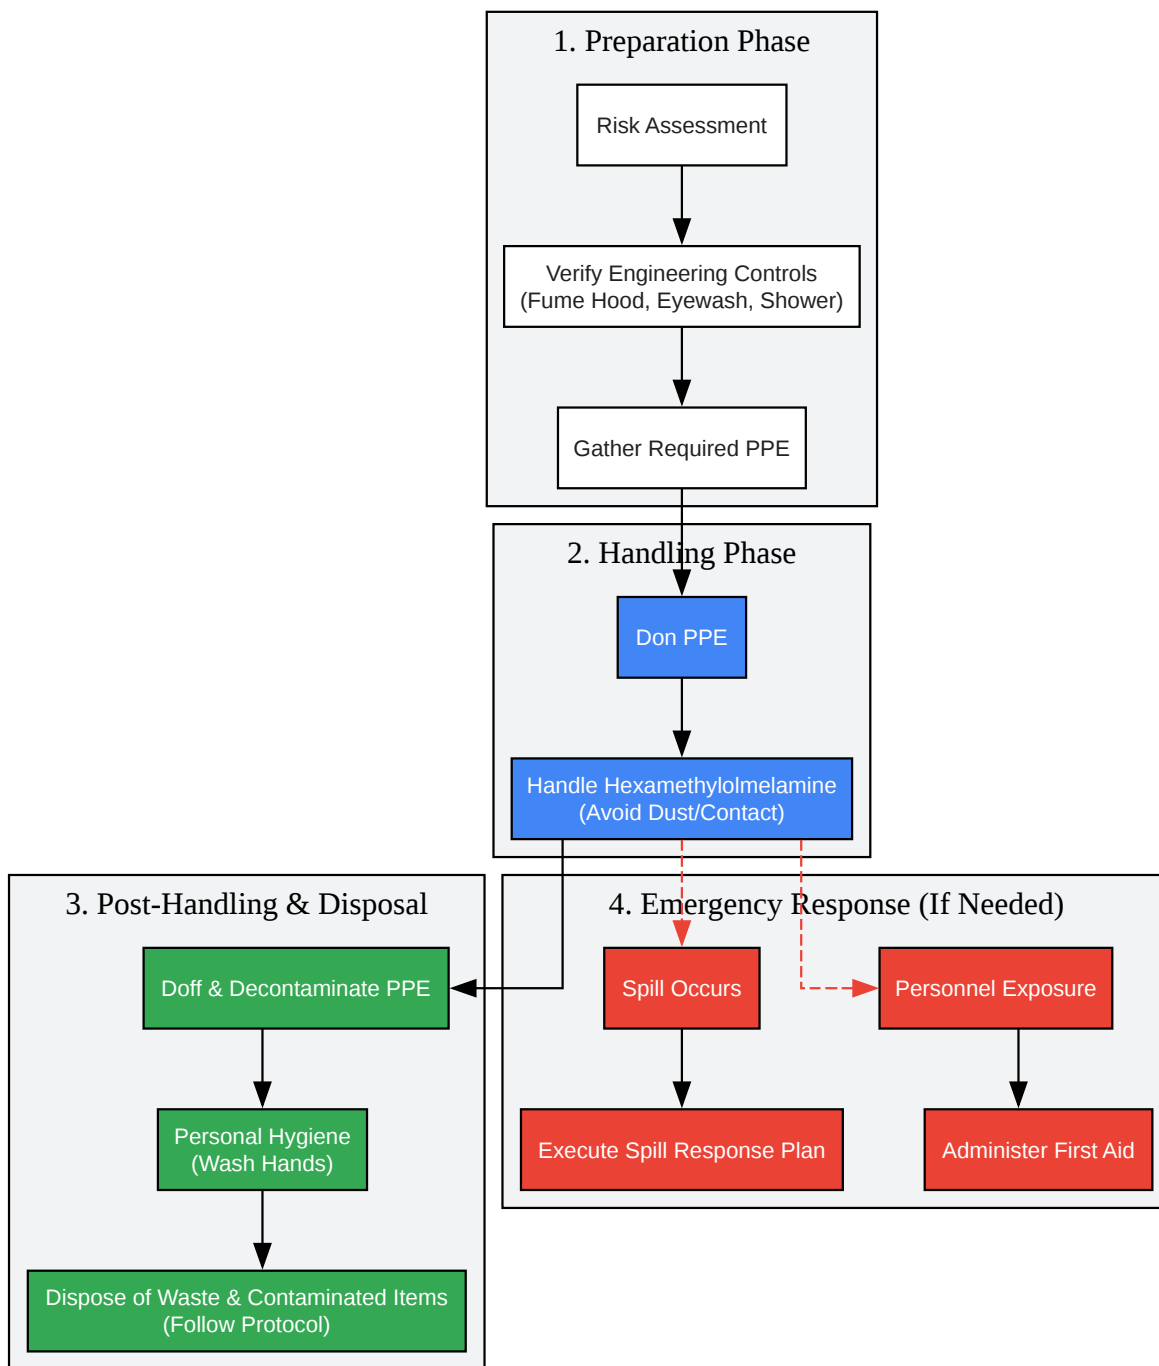 1. Preparation Phase
Risk Assessment
Verify Engineering Controls
(Fume Hood, Eyewash, Shower)
Gather Required PPE
2. Handling Phase
Don PPE
Handle Hexamethylolmelamine
(Avoid Dust/Contact)
3. Post-Handling & Disposal
Doff & Decontaminate PPE
Personal Hygiene
(Wash Hands)
Dispose of Waste & Contaminated Items
(Follow Protocol)
4. Emergency Response (If Needed)
Spill Occurs
Personnel Exposure
Execute Spill Response Plan
Administer First Aid